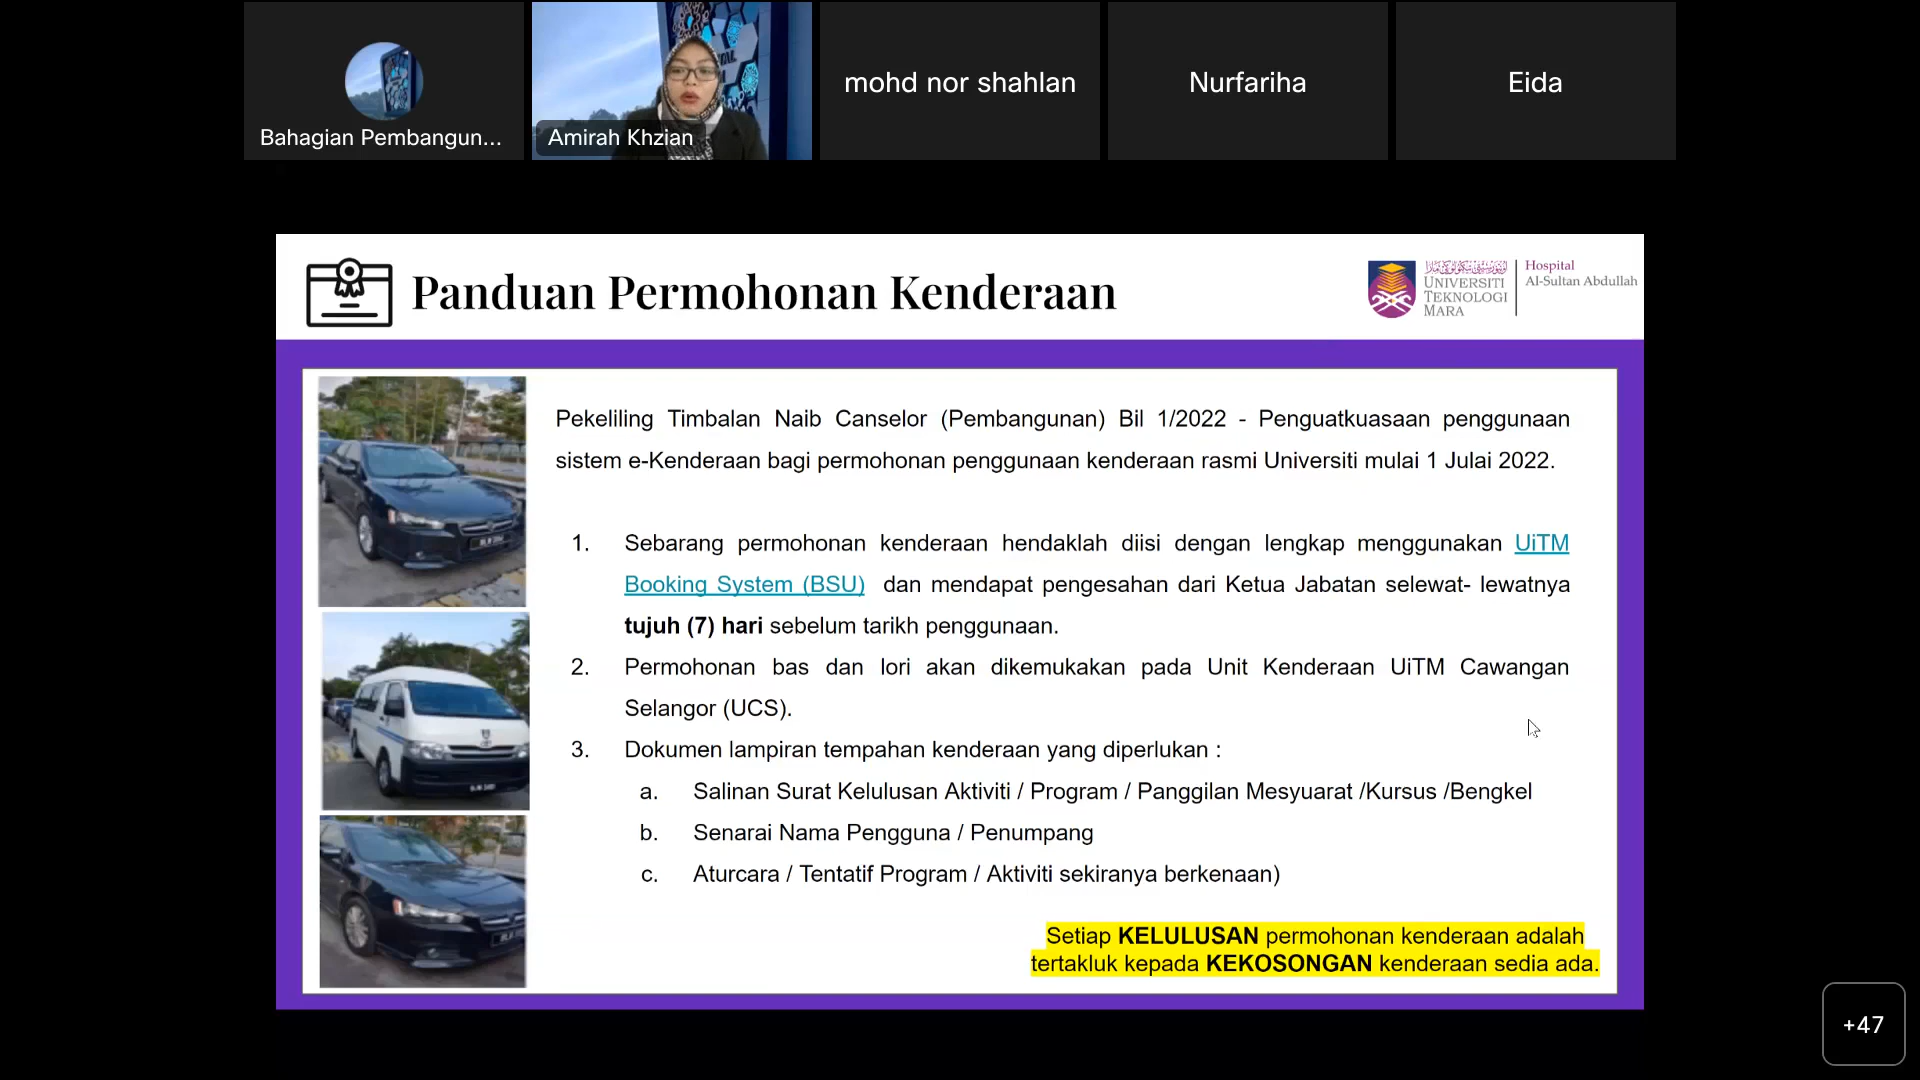 Bahagian Pembangun...
Amirah Khzian
mohd nor shahlan
Nurfariha
Eida
Panduan Permohonan Kenderaan
UNIVERSITI
TEKNOLOGI
MARA
Hospital
Al-Sultan Abdullah
Pekeliling Timbalan Naib Canselor (Pembangunan) Bil 1/2022 - Penguatkuasaan penggunaan
sistem e-Kenderaan bagi permohonan penggunaan kenderaan rasmi Universiti mulai 1 Julai 2022.
1. Sebarang permohonan kenderaan hendaklah diisi dengan lengkap menggunakan UiTM
Booking System (BSU) dan mendapat pengesahan dari Ketua Jabatan selewat- lewatnya
tujuh (7) hari sebelum tarikh penggunaan.
2. Permohonan bas dan lori akan dikemukakan pada Unit Kenderaan UiTM Cawangan
Selangor (UCS).
3. Dokumen lampiran tempahan kenderaan yang diperlukan :
a. Salinan Surat Kelulusan Aktiviti / Program / Panggilan Mesyuarat /Kursus /Bengkel
b. Senarai Nama Pengguna / Penumpang
c. Aturcara / Tentatif Program / Aktiviti sekiranya berkenaan)
Setiap KELULUSAN permohonan kenderaan adalah
tertakluk kepada KEKOSONGAN kenderaan sedia ada.
+47